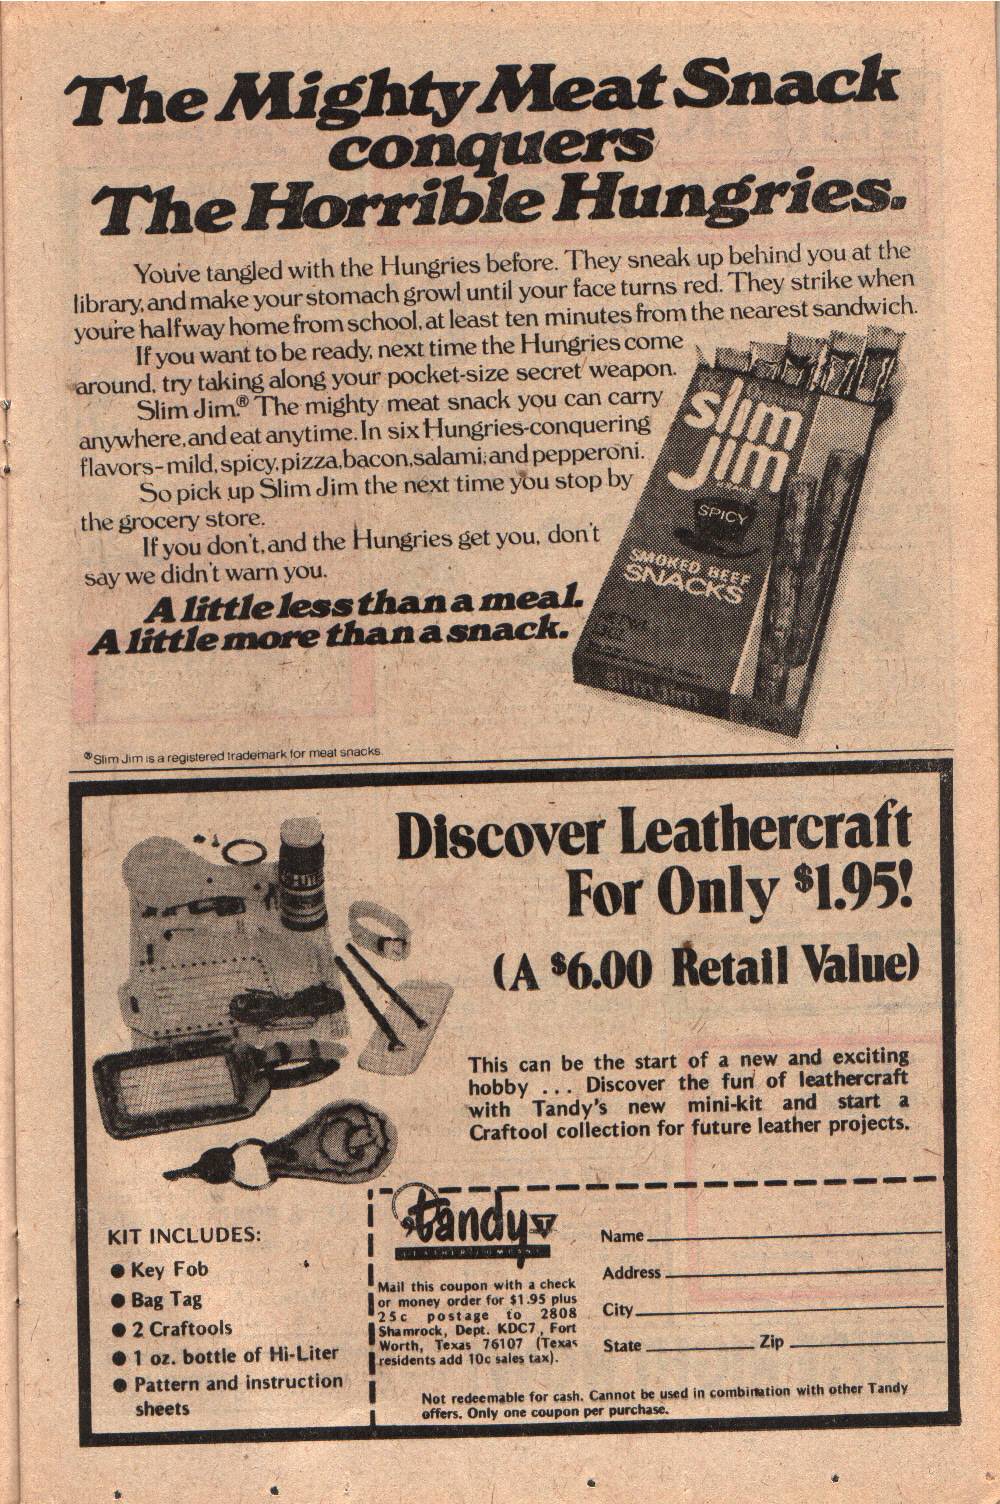 The Mighty Meat Snack
conquers
The Horrible Hungries.
You've tangled with the Hungries before. They sneak up behind you at the
library, and make your stomach growl until your face turns red. They strike when
you're halfway home from school, at least ten minutes from the nearest sandwich.
If you want to be ready, next time the Hungries come
around, try taking along your pocket-size secret weapon.
Slim Jim.® The mighty meat snack you can carry
anywhere, and eat anytime. In six Hungries-conquering
flavors–mild, spicy, pizza, bacon, salami, and pepperoni.
So pick up Slim Jim the next time you stop by
the grocery store.
If you don't, and the Hungries get you, don't
say we didn't warn you.
A little less than a meal.
A little more than a snack.
slim
jim
SPICY
SMOKED BEEF
SNACKS
slim jim
®Slim Jim is a registered trademark for meat snacks.
Discover Leathercraft
For Only $1.95!
(A $6.00 Retail Value)
This can be the start of a new and exciting
hobby ... Discover the fun of leathercraft
with Tandy's new mini-kit and start a
Craftool collection for future leather projects.
KIT INCLUDES:
● Key Fob
● Bag Tag
● 2 Craftools
● 1 oz. bottle of Hi-Liter
● Pattern and instruction
sheets
tandy
LEATHER COMPANY
Mail this coupon with a check
or money order for $1.95 plus
25c postage to 2808
Shamrock, Dept. KDC7, Fort
Worth, Texas 76107 (Texas
residents add 10c sales tax).
Name
Address
City
State Zip
Not redeemable for cash. Cannot be used in combination with other Tandy
offers. Only one coupon per purchase.